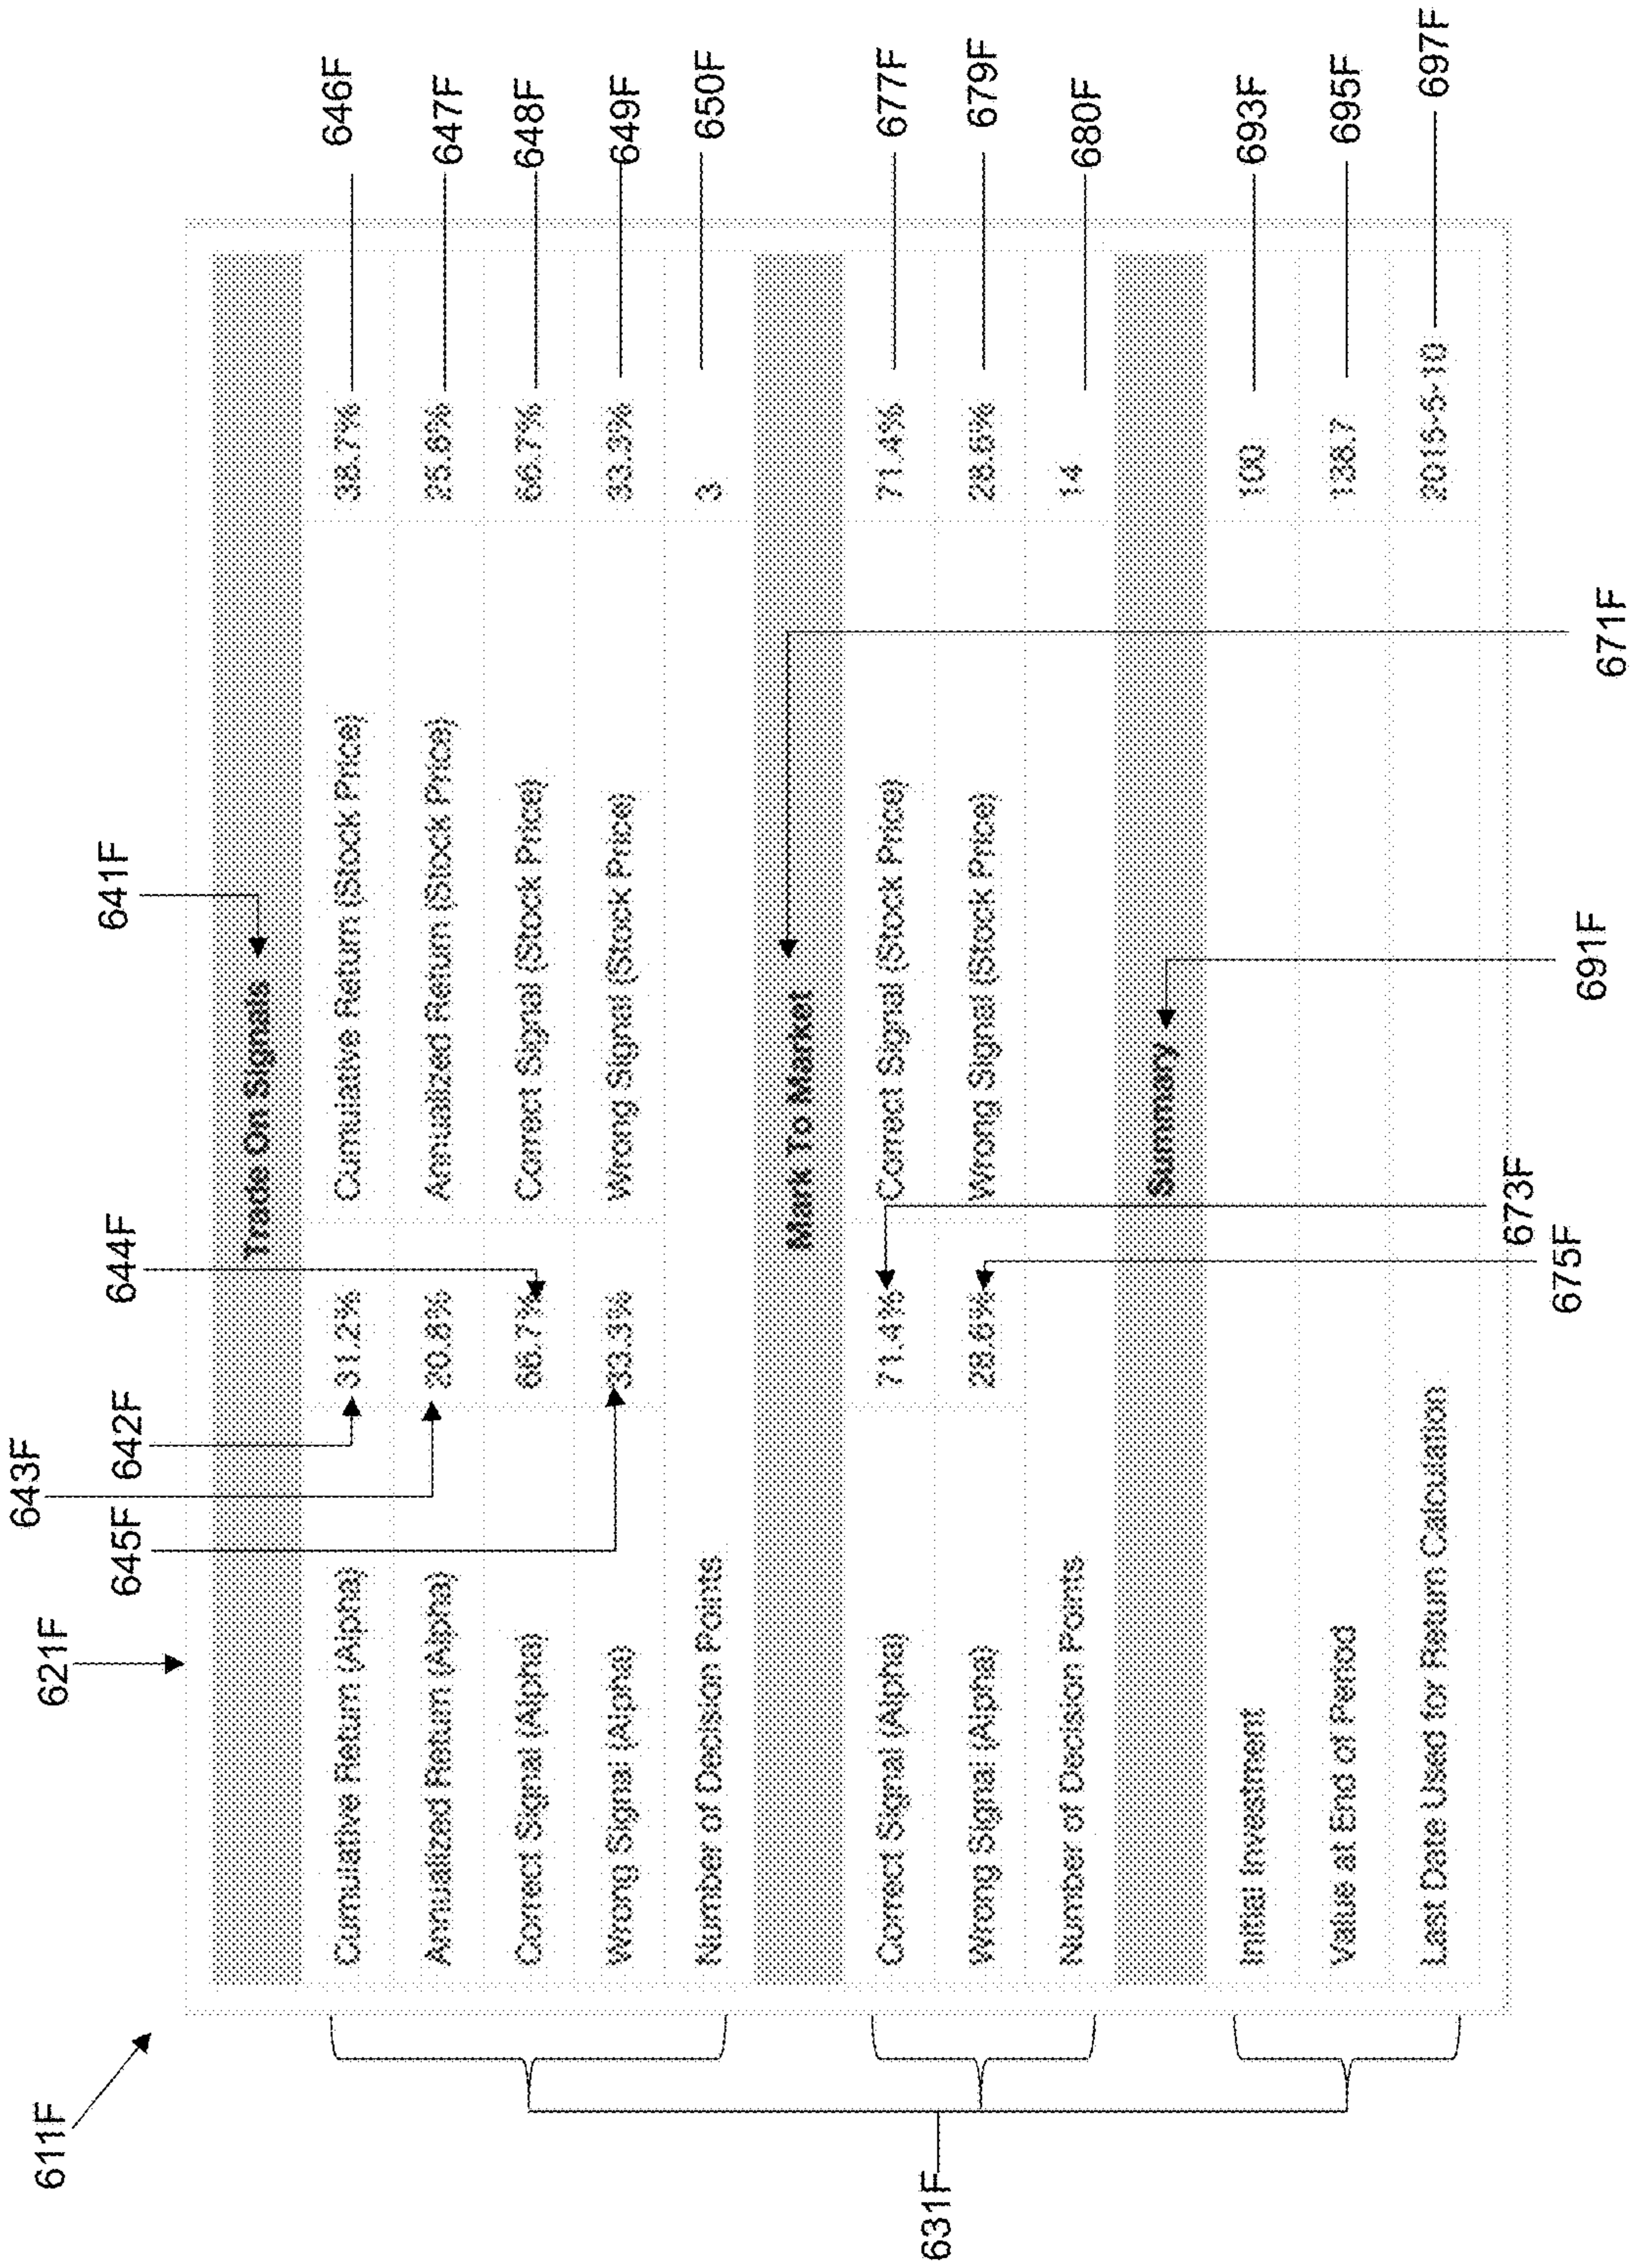 611F
621F
643F
645F
642F
644F
641F
Trade On Signals
Cumulative Return (Alpha) 31.2% Cumulative Return (Stock Price) 38.7% 646F
Annualized Return (Alpha) 20.8% Annualized Return (Stock Price) 25.8% 647F
Correct Signal (Alpha) 66.7% Correct Signal (Stock Price) 66.7% 648F
Wrong Signal (Alpha) 33.3% Wrong Signal (Stock Price) 33.3% 649F
Number of Decision Points 3 650F
Mark To Market
Correct Signal (Alpha) 71.4% Correct Signal (Stock Price) 71.4% 677F
631F
Wrong Signal (Alpha) 28.6% Wrong Signal (Stock Price) 28.6% 679F
Number of Decision Points 14 680F
Summary
Initial Investment 100 693F
Value at End of Period 138.7 695F
Last Date Used for Return Calculation 2015-5-10 697F
673F
675F
691F
671F